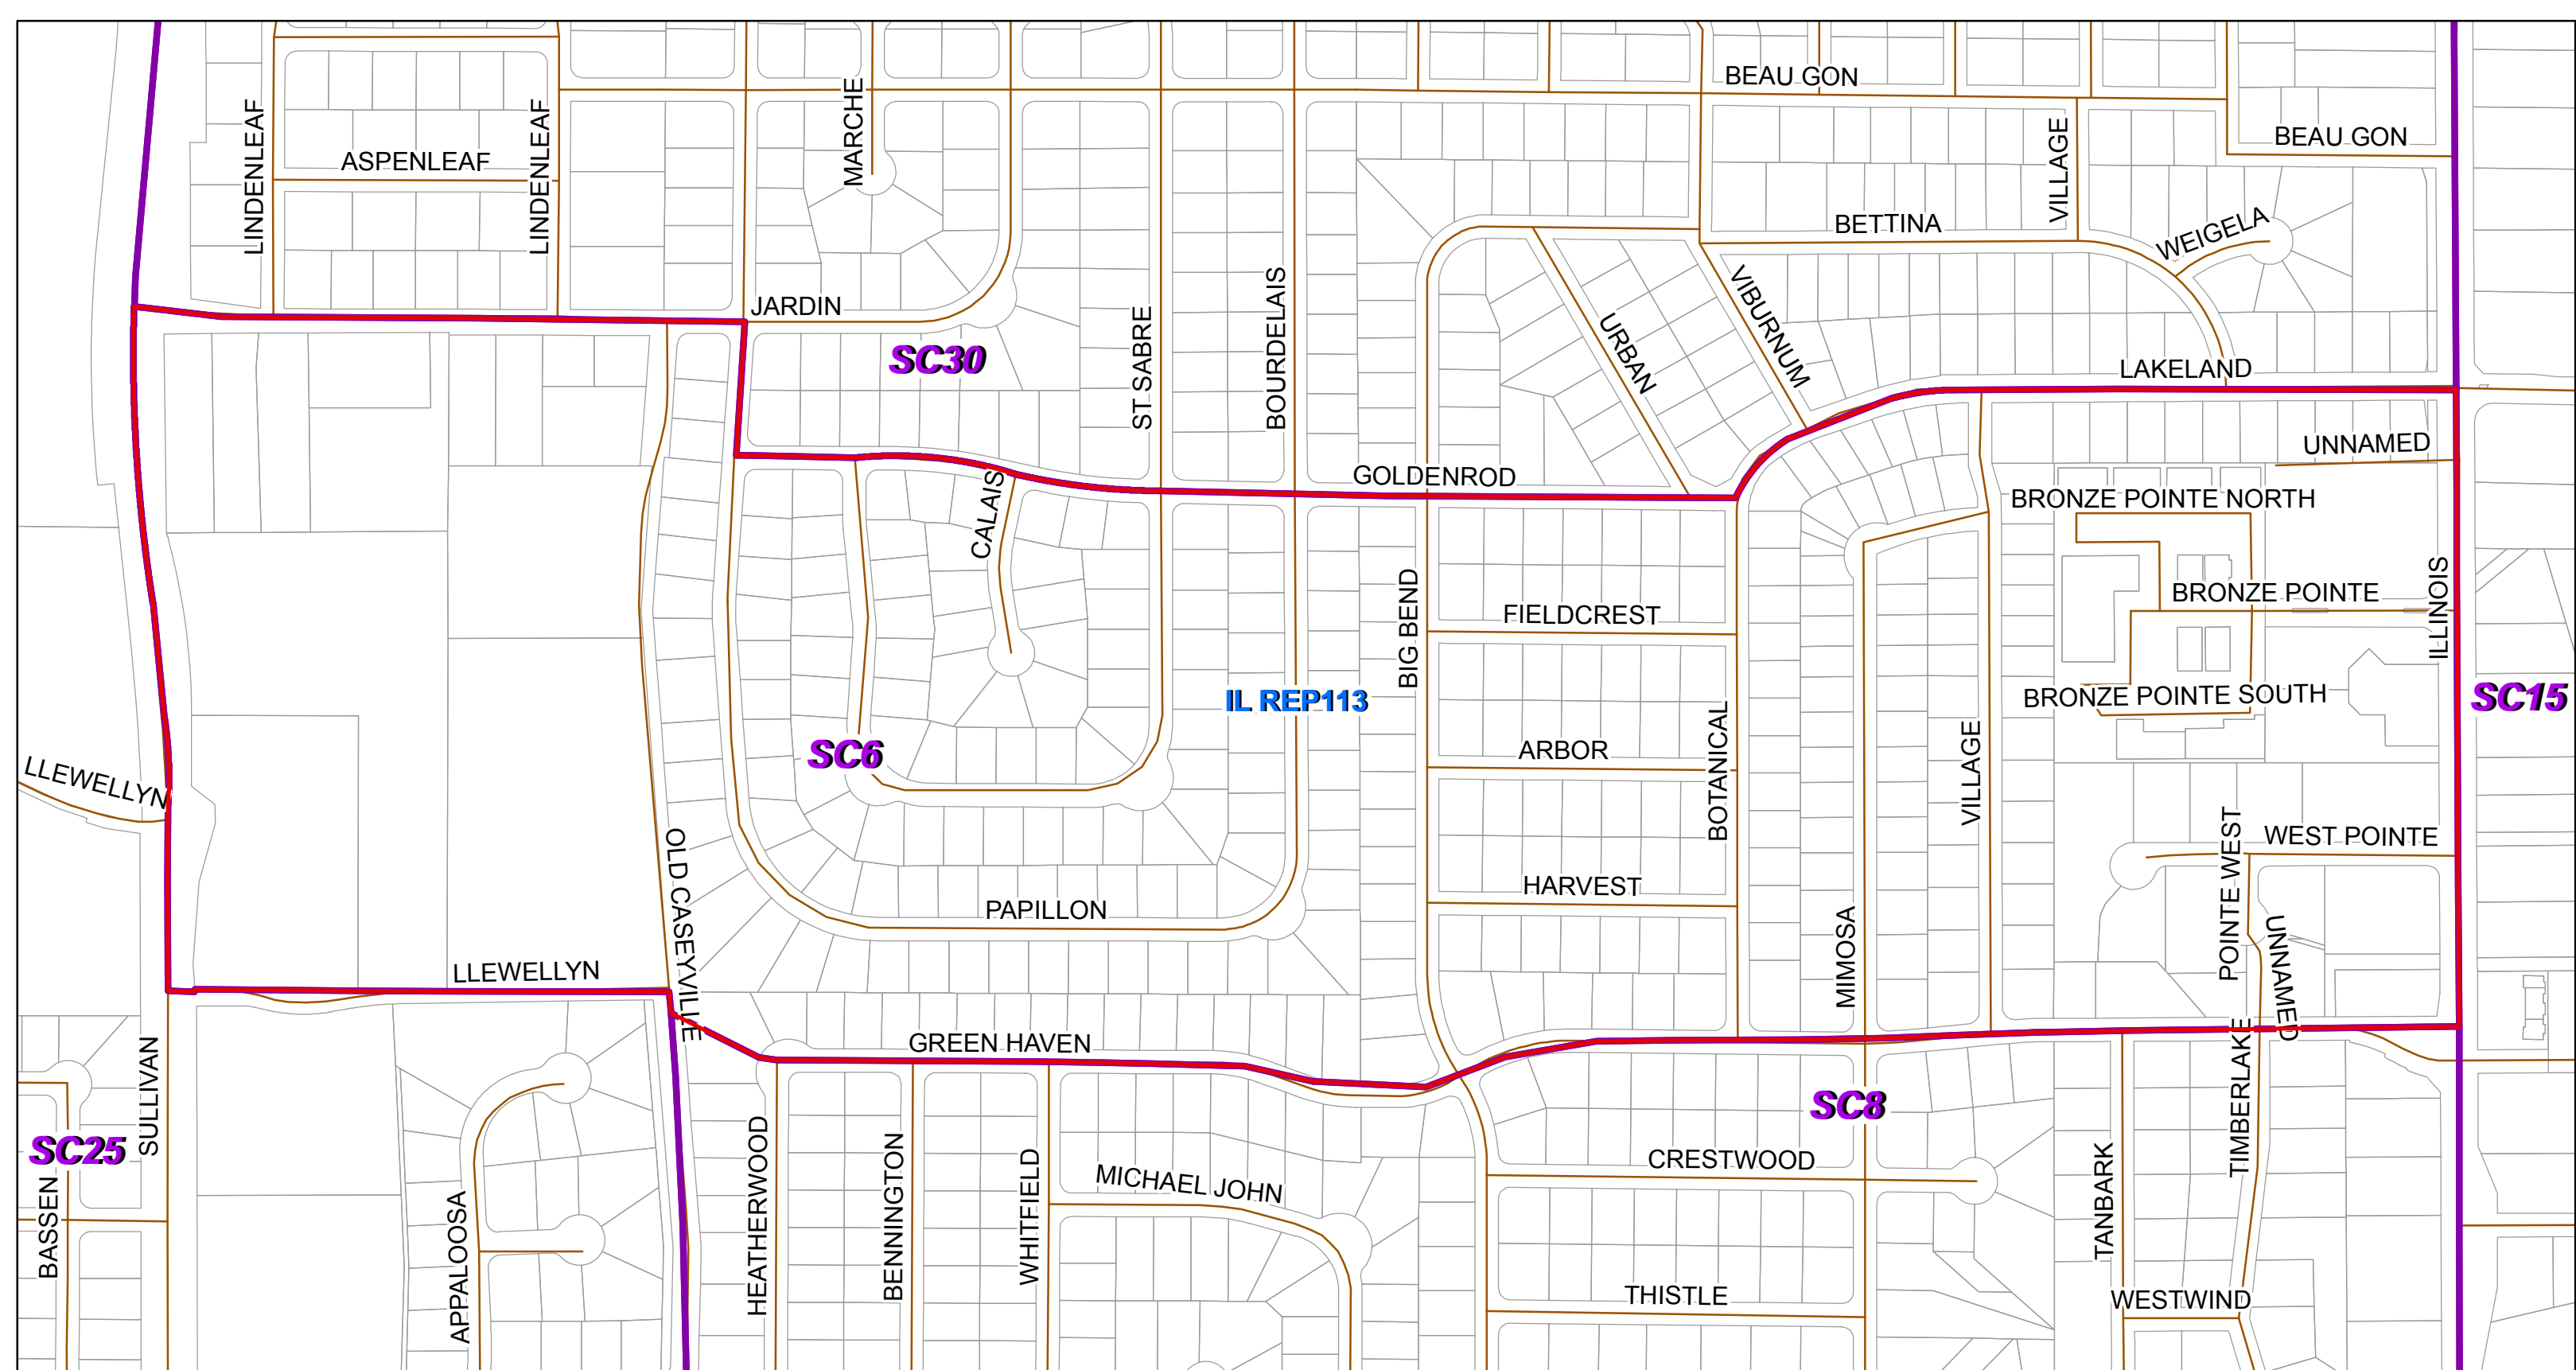 BEAU GON
MARCHE
LINDENLEAF
LINDENLEAF
ASPENLEAF
VILLAGE
BEAU GON
BETTINA
WEIGELA
JARDIN
SC30
ST SABRE
BOURDELAIS
URBAN
VIBURNUM
LAKELAND
UNNAMED
GOLDENROD
CALAIS
BRONZE POINTE NORTH
BIG BEND
FIELDCREST
BRONZE POINTE
ILLINOIS
IL REP113
BRONZE POINTE SOUTH
SC15
SC6
ARBOR
BOTANICAL
VILLAGE
LLEWELLYN
OLD CASEYVILLE
WEST POINTE
POINTE WEST
HARVEST
PAPILLON
MIMOSA
UNNAMED
LLEWELLYN
GREEN HAVEN
SULLIVAN
SC8
TIMBERLAKE
SC25
CRESTWOOD
MICHAEL JOHN
BASSEN
APPALOOSA
HEATHERWOOD
BENNINGTON
WHITFIELD
TANBARK
THISTLE
WESTWIND